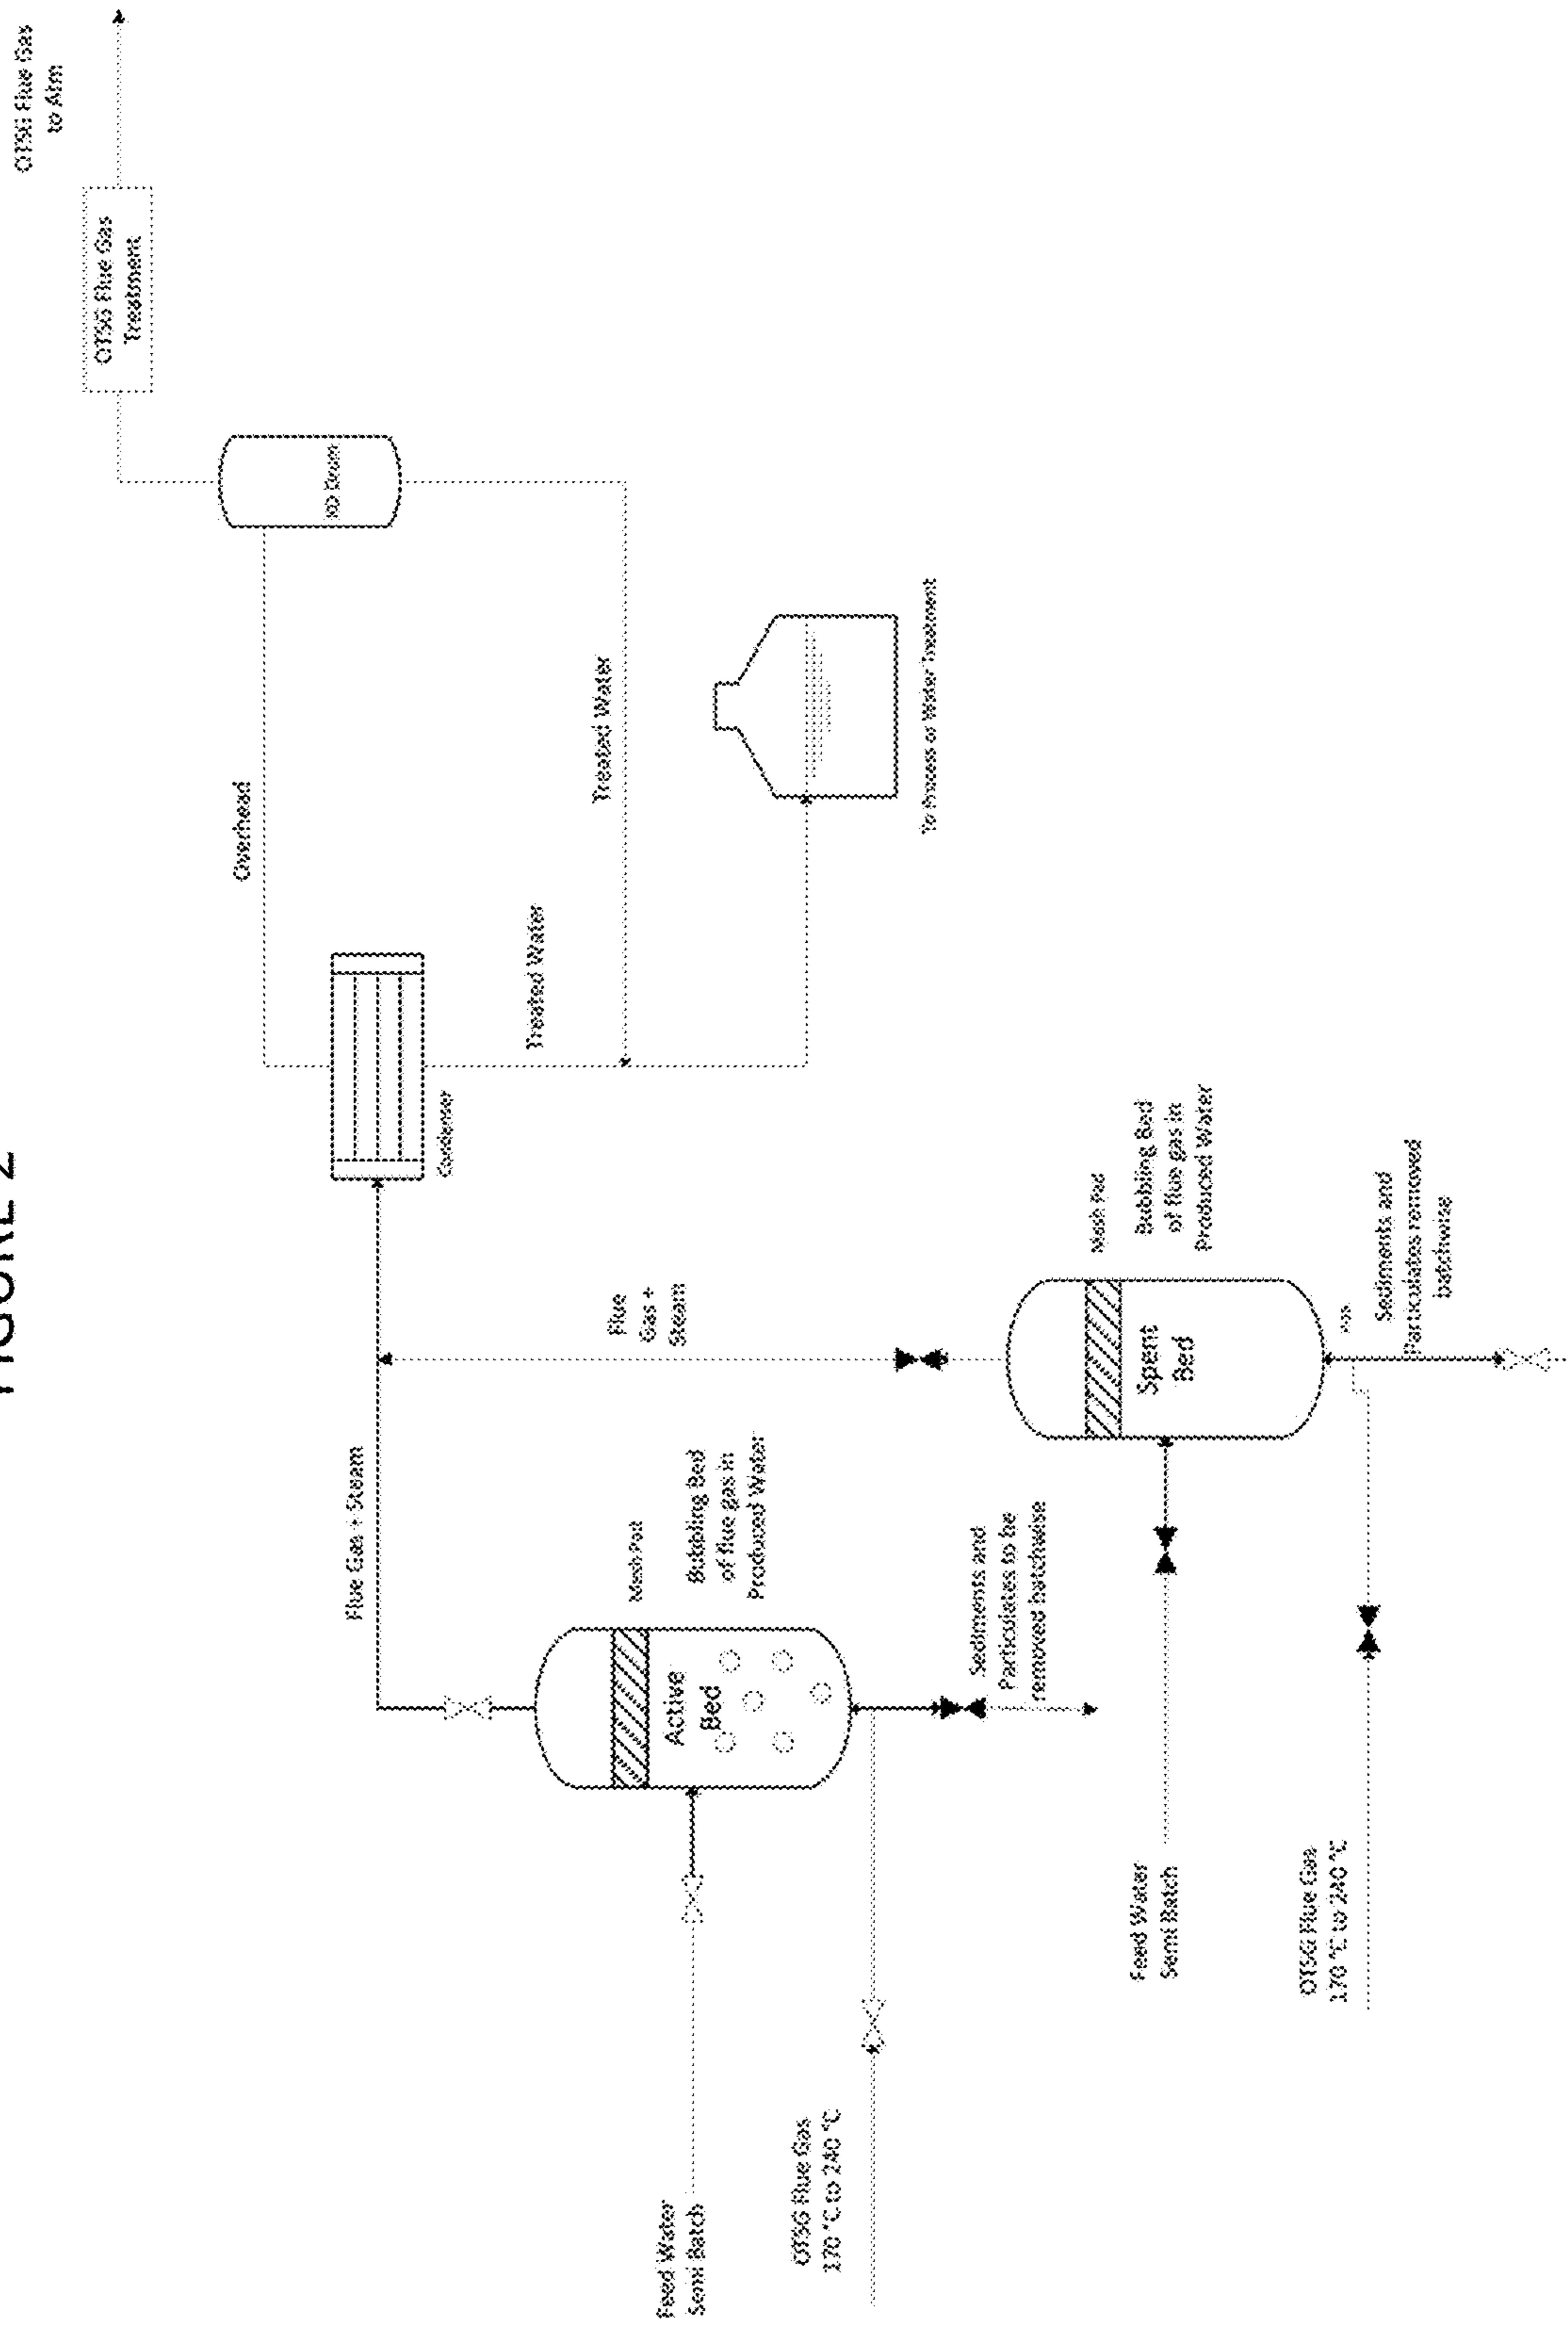 OTSG Flue Gas
to Atm
OTSG Flue Gas
Treatment
KO Drum
Overhead
Treated Water
Treated Water
To Process or Water Treatment
Condenser
Flue Gas + Steam
Flue
Gas +
Steam
Mesh Pad
Bubbling Bed
of flue gas in
Produced Water
Active
Bed
Sediments and
Particulates to be
removed batchwise
Feed Water
Semi Batch
OTSG Flue Gas
170 °C to 240 °C
Mesh Pad
Bubbling Bed
of flue gas in
Produced Water
Spent
Bed
Sediments and
Particulates removed
batchwise
Feed Water
Semi Batch
OTSG Flue Gas
170 °C to 240 °C